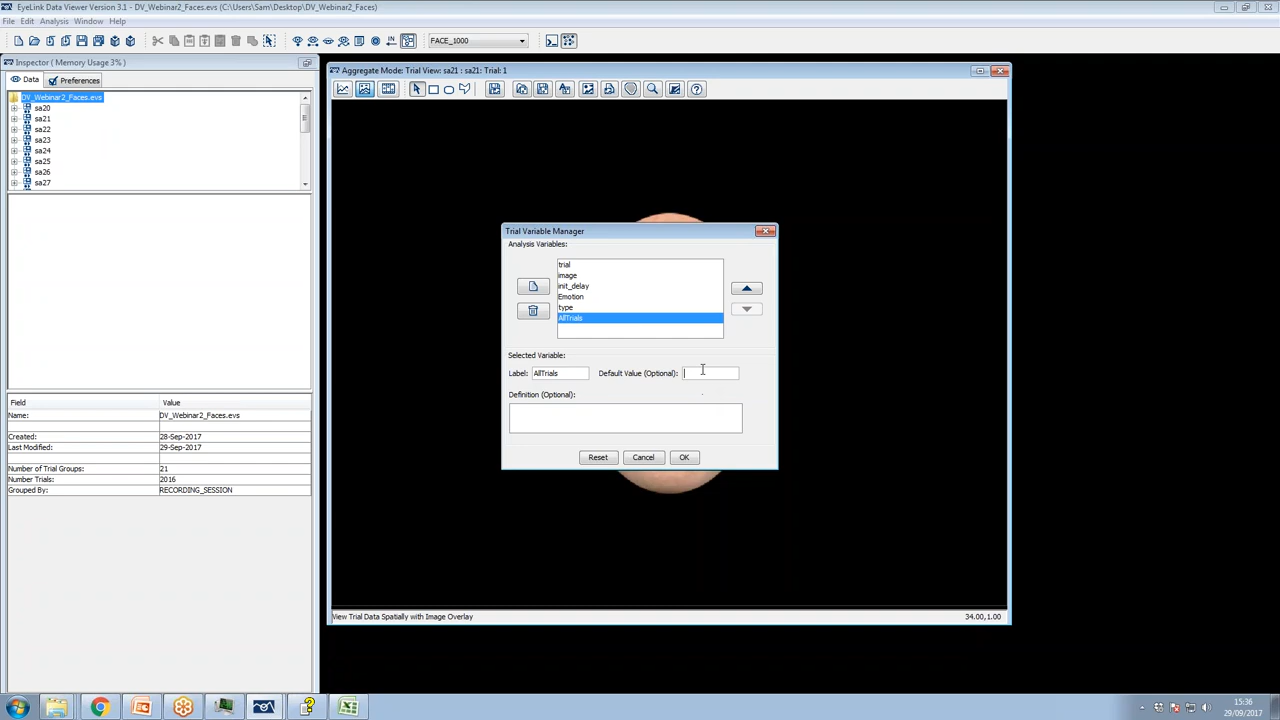 EyeLink Data Viewer Version 3.1 - DV_Webinar2_Faces.evs (C:\Users\Sam\Desktop\DV_Webinar2_Faces)
File Edit Analysis Window Help
FACE_1000
Inspector ( Memory Usage 3% )
Data Preferences
DV_Webinar2_Faces.evs
sa20
sa21
sa22
sa23
sa24
sa25
sa26
sa27
Field Value
Name: DV_Webinar2_Faces.evs
Created: 28-Sep-2017
Last Modified: 29-Sep-2017
Number of Trial Groups: 21
Number Trials: 2016
Grouped By: RECORDING_SESSION
Aggregate Mode: Trial View: sa21 : sa21: Trial: 1
Trial Variable Manager
Analysis Variables:
trial
image
init_delay
Emotion
type
AllTrials
Selected Variable:
Label: AllTrials Default Value (Optional):
Definition (Optional):
Reset Cancel OK
View Trial Data Spatially with Image Overlay 34.00,1.00
15:36
29/09/2017